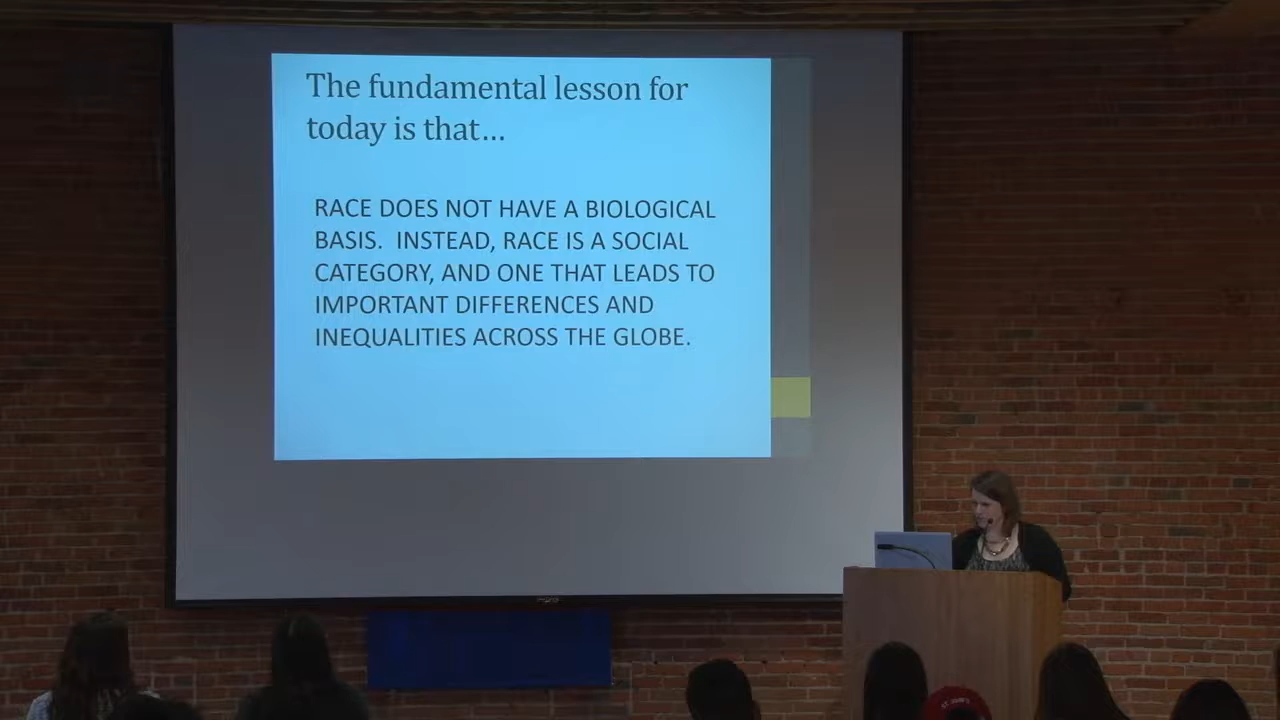 The fundamental lesson for
today is that…
RACE DOES NOT HAVE A BIOLOGICAL
BASIS.  INSTEAD, RACE IS A SOCIAL
CATEGORY, AND ONE THAT LEADS TO
IMPORTANT DIFFERENCES AND
INEQUALITIES ACROSS THE GLOBE.